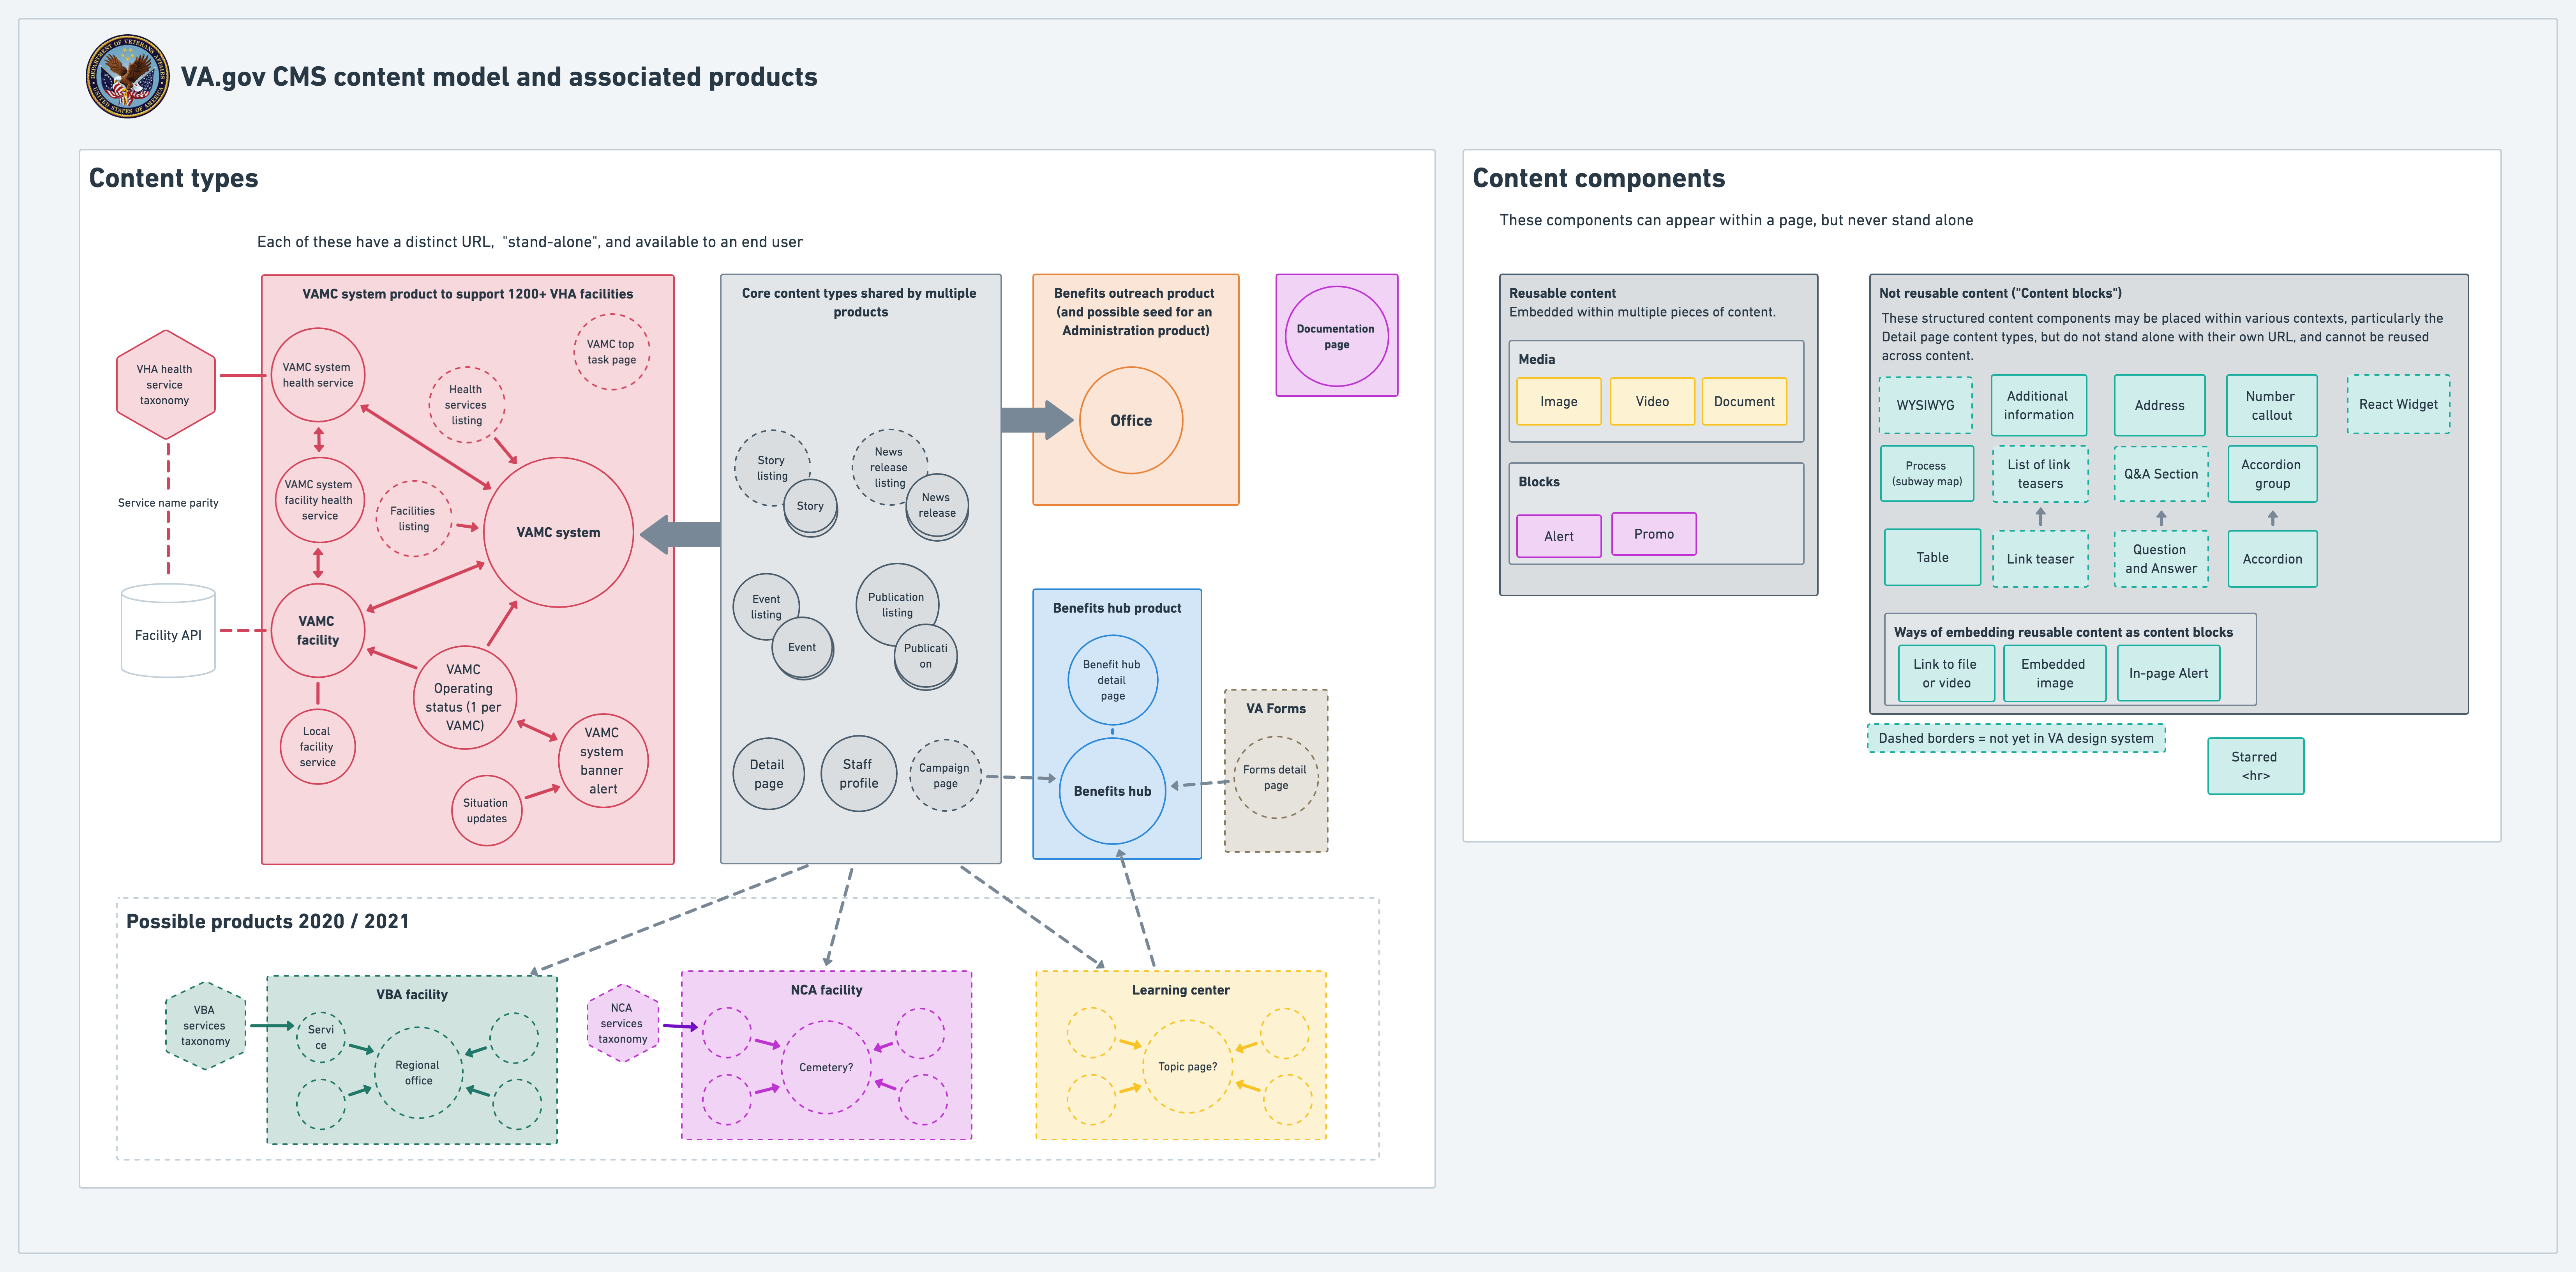 VA.gov CMS content model and associated products
Content types
Each of these have a distinct URL, "stand-alone", and available to an end user
VHA health
service
taxonomy
Service name parity
Facility API
VAMC system product to support 1200+ VHA facilities
VAMC system
health service
VAMC top
task page
Health
services
listing
VAMC system
facility health
service
Facilities
listing
VAMC system
VAMC
facility
VAMC
Operating
status (1 per
VAMC)
Local
facility
service
VAMC
system
banner
alert
Situation
updates
Core content types shared by multiple
products
Story
listing
Story
News
release
listing
News
release
Event
listing
Event
Publication
listing
Publicati
on
Detail
page
Staff
profile
Campaign
page
Benefits outreach product
(and possible seed for an
Administration product)
Office
Documentation
page
Benefits hub product
Benefit hub
detail
page
Benefits hub
VA Forms
Forms detail
page
Possible products 2020 / 2021
VBA
services
taxonomy
VBA facility
Servi
ce
Regional
office
NCA
services
taxonomy
NCA facility
Cemetery?
Learning center
Topic page?
Content components
These components can appear within a page, but never stand alone
Reusable content
Embedded within multiple pieces of content.
Media
Image
Video
Document
Blocks
Alert
Promo
Not reusable content ("Content blocks")
These structured content components may be placed within various contexts, particularly the
Detail page content types, but do not stand alone with their own URL, and cannot be reused
across content.
WYSIWYG
Additional
information
Address
Number
callout
React Widget
Process
(subway map)
List of link
teasers
Q&A Section
Accordion
group
Table
Link teaser
Question
and Answer
Accordion
Ways of embedding reusable content as content blocks
Link to file
or video
Embedded
image
In-page Alert
Dashed borders = not yet in VA design system
Starred
<hr>